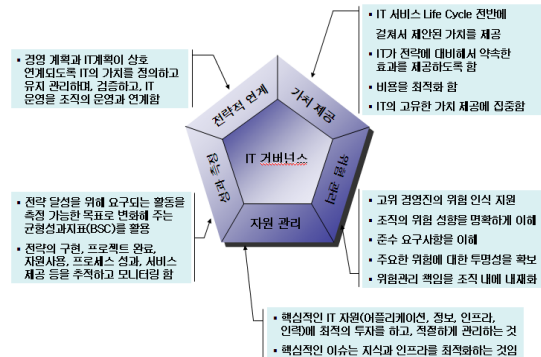 ▪ IT 서비스 Life Cycle 전반에
걸쳐서 제안된 가치를 제공
▪ IT가 전략에 대비해서 약속한
효과를 제공하도록 함
▪ 비용을 최적화 함
▪ IT의 고유한 가치 제공에 집중함
▪ 경영 계획과 IT계획이 상호
연계되도록 IT의 가치를 정의하고
유지 관리하며, 검증하고, IT
운영을 조직의 운영과 연계함
전략적 연계
가치 제공
IT 거버넌스
성과 측정
위험 관리
자원 관리
▪ 전략 달성을 위해 요구되는 활동을
측정 가능한 목표로 변화해 주는
균형성과지표(BSC)를 활용
▪ 전략의 구현, 프로젝트 완료,
자원사용, 프로세스 성과, 서비스
제공 등을 추적하고 모니터링 함
▪ 고위 경영진의 위험 인식 지원
▪ 조직의 위험 성향을 명확하게 이해
▪ 준수 요구사항을 이해
▪ 주요한 위험에 대한 투명성을 확보
▪ 위험관리 책임을 조직 내에 내재화
▪ 핵심적인 IT 자원(어플리케이션, 정보, 인프라,
인력)에 최적의 투자를 하고, 적절하게 관리하는 것
▪ 핵심적인 이슈는 지식과 인프라를 최적화하는 것임